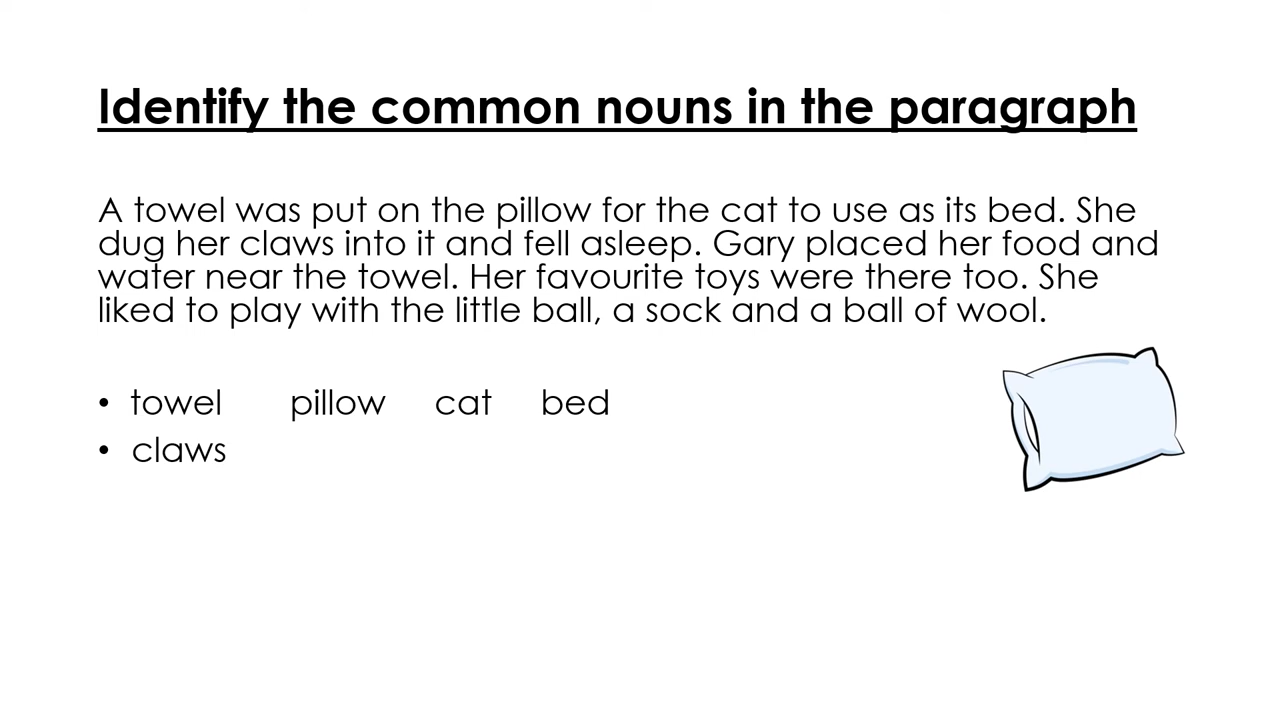 Identify the common nouns in the paragraph
A towel was put on the pillow for the cat to use as its bed. She
dug her claws into it and fell asleep. Gary placed her food and
water near the towel. Her favourite toys were there too. She
liked to play with the little ball, a sock and a ball of wool.
• towel pillow cat bed
• claws